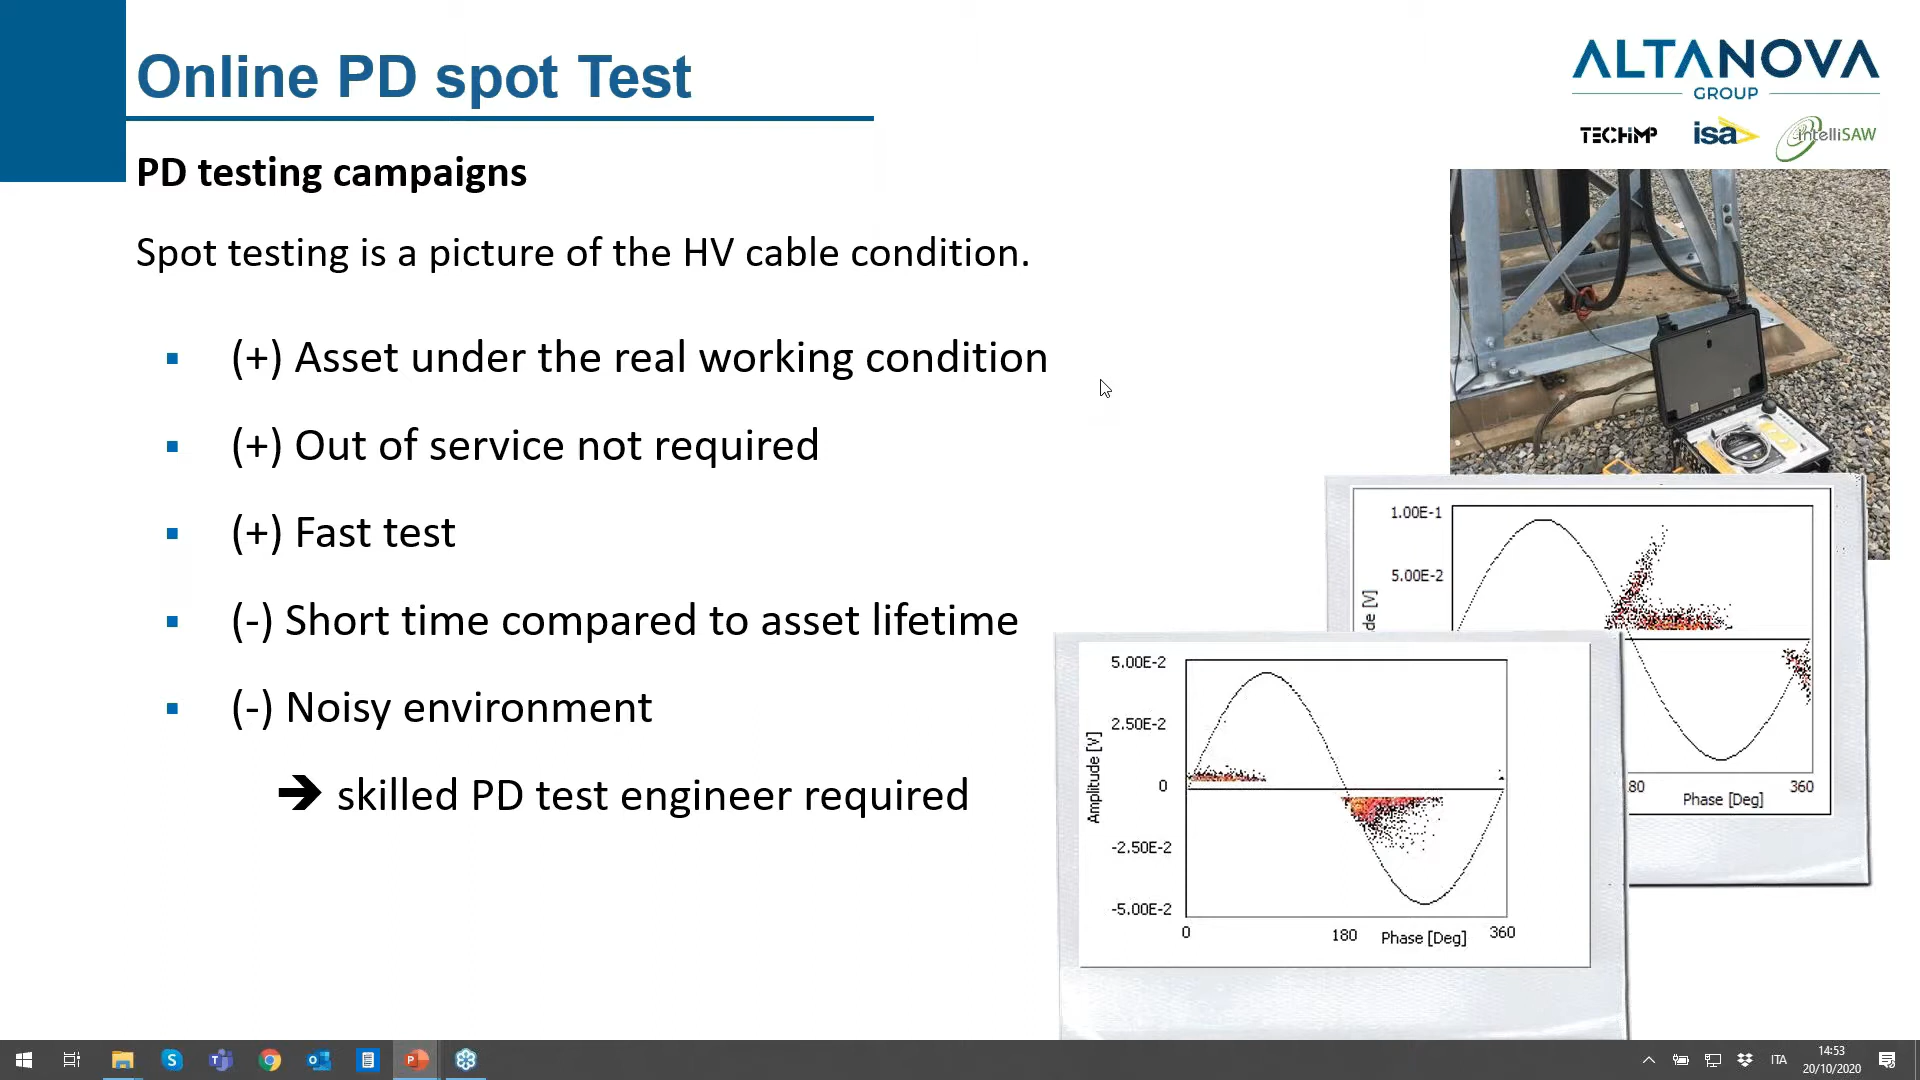 Online PD spot Test
ALTANOVA
GROUP
TECHIMP
isa
intelliSAW
PD testing campaigns
Spot testing is a picture of the HV cable condition.
▪ (+) Asset under the real working condition
▪ (+) Out of service not required
▪ (+) Fast test
▪ (-) Short time compared to asset lifetime
▪ (-) Noisy environment
➔ skilled PD test engineer required
1.00E-1
5.00E-2
de [V]
80
Phase [Deg]
360
5.00E-2
2.50E-2
0
-2.50E-2
-5.00E-2
Amplitude [V]
0
180
Phase [Deg]
360
ITA
14:53
20/10/2020